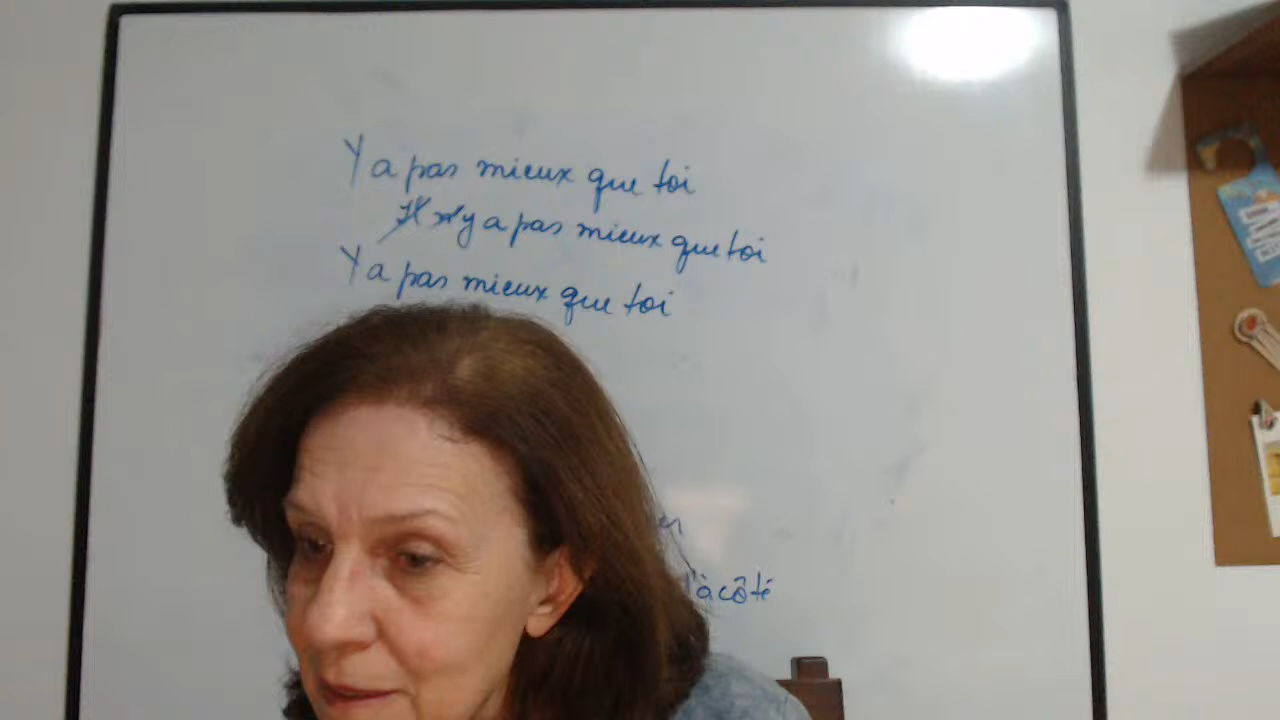 Y a pas mieux que toi
Il n'y a pas mieux que toi
Y a pas mieux que toi
d'à côté